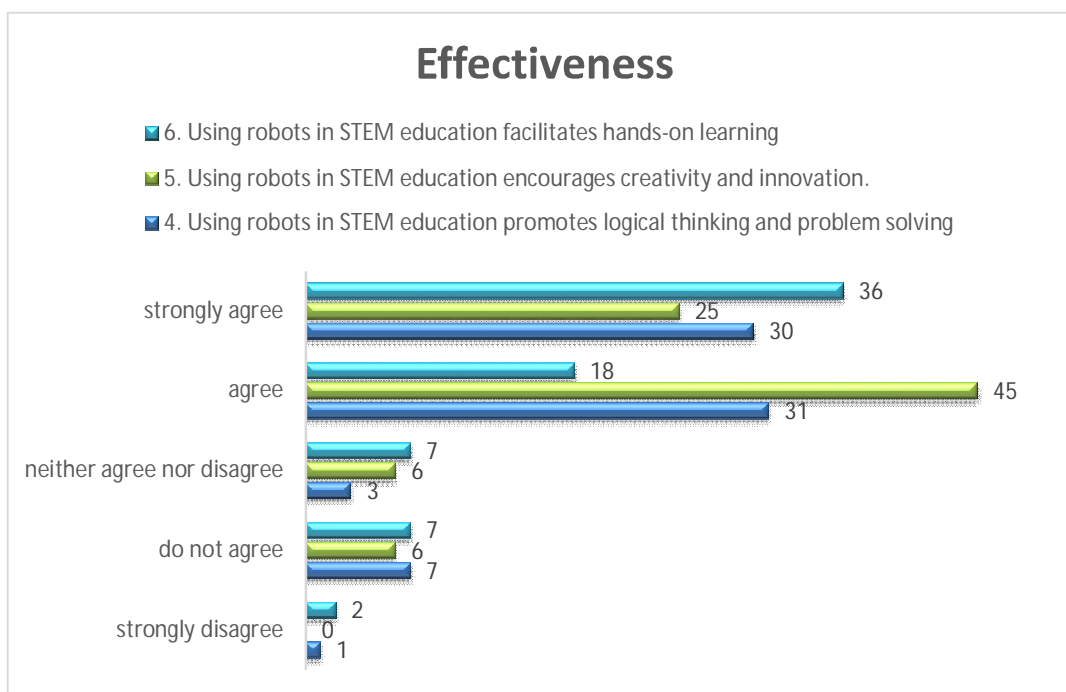 Effectiveness
6. Using robots in STEM education facilitates hands-on learning
5. Using robots in STEM education encourages creativity and innovation.
4. Using robots in STEM education promotes logical thinking and problem solving
strongly agree
36
25
30
agree
18
45
31
neither agree nor disagree
7
6
3
do not agree
7
6
7
strongly disagree
2
0
1